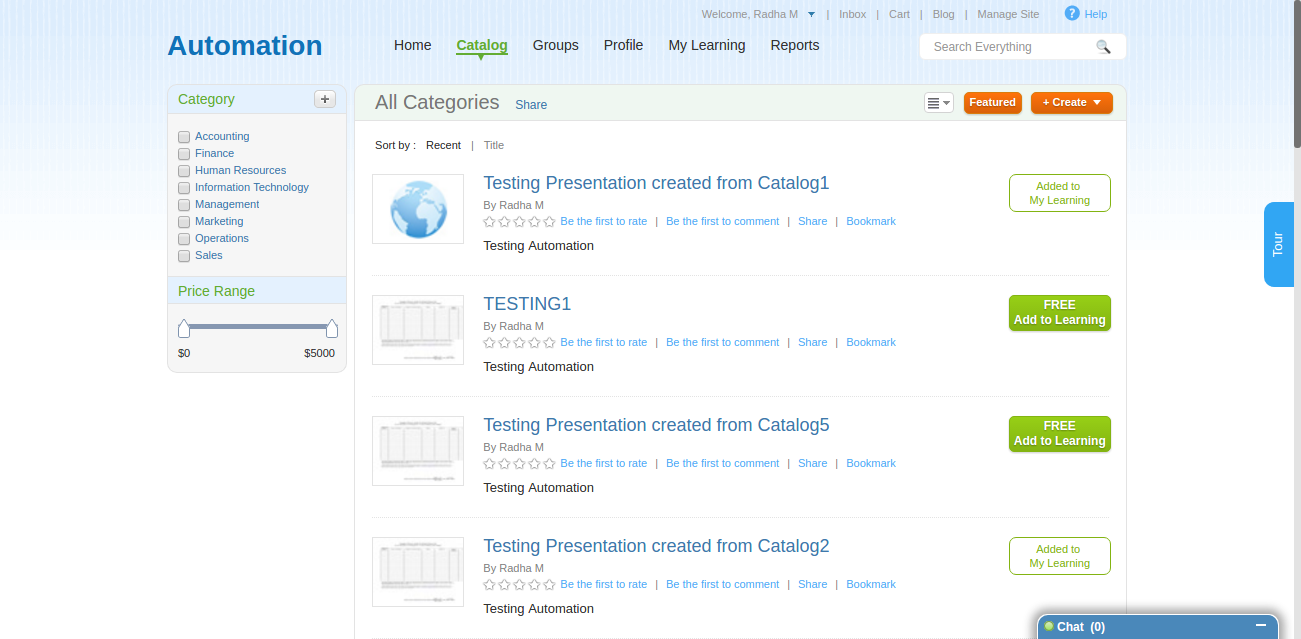 Welcome, Radha M | Inbox | Cart | Blog | Manage Site ? Help
Automation
Home Catalog Groups Profile My Learning Reports
Search Everything
Category +
Accounting
Finance
Human Resources
Information Technology
Management
Marketing
Operations
Sales
Price Range
$0 $5000
All Categories Share
Featured + Create
Sort by : Recent | Title
Testing Presentation created from Catalog1
By Radha M
Be the first to rate | Be the first to comment | Share | Bookmark
Testing Automation
Added to
My Learning
TESTING1
By Radha M
Be the first to rate | Be the first to comment | Share | Bookmark
Testing Automation
FREE
Add to Learning
Testing Presentation created from Catalog5
By Radha M
Be the first to rate | Be the first to comment | Share | Bookmark
Testing Automation
FREE
Add to Learning
Testing Presentation created from Catalog2
By Radha M
Be the first to rate | Be the first to comment | Share | Bookmark
Testing Automation
Added to
My Learning
Tour
Chat (0)